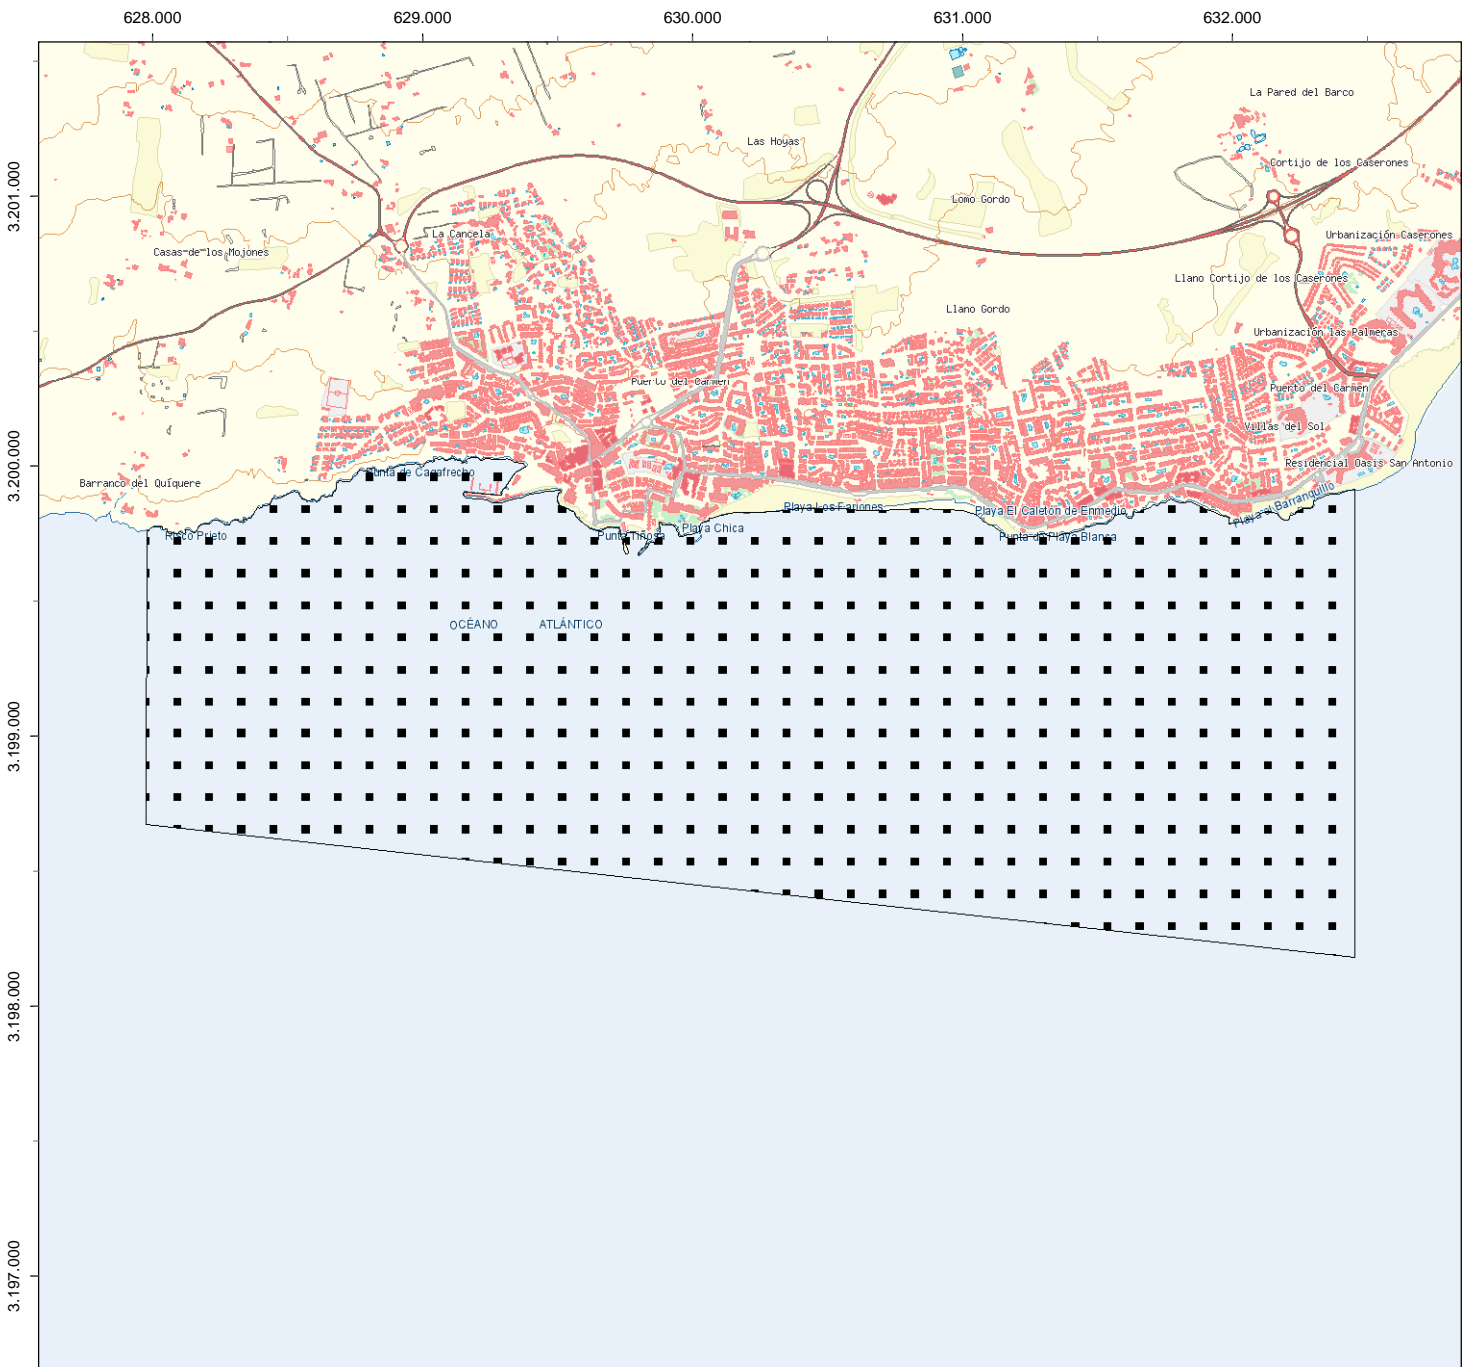 628.000
629.000
630.000
631.000
632.000
La Pared del Barco
Las Hoyas
Cortijo de los Caserones
3.201.000
Lomo Gordo
La Cancela
Urbanización Caserones
Casas de los Mojones
Llano Cortijo de los Caserones
Llano Gordo
Urbanización las Palmeras
Puerto del Carmen
Puerto del Carmen
Villas del Sol
3.200.000
Residencial Oasis San Antonio
Punta de Cagafrecho
Barranco del Quíquere
Playa el Barranquillo
Playa Los Fariones
Playa El Caletón de Enmedio
Playa Chica
Risco Prieto
Punta Tiñosa
Punta de Playa Blanca
OCÉANO ATLÁNTICO
3.199.000
3.198.000
3.197.000